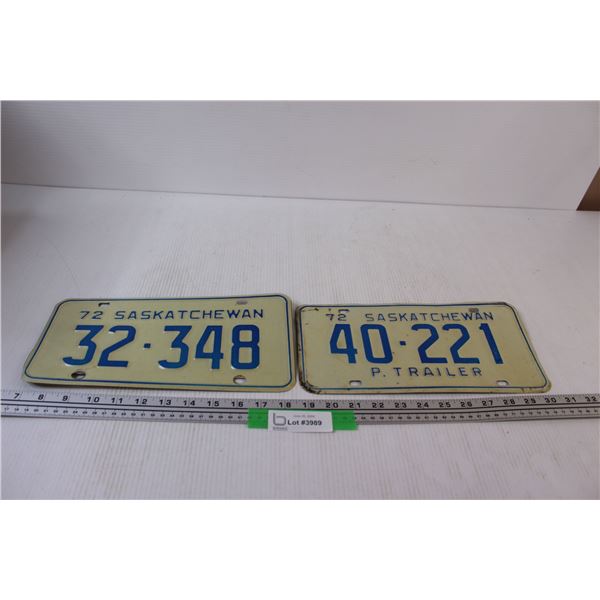 72 SASKATCHEWAN
32·348
72 SASKATCHEWAN
40·221
P. TRAILER
7 8 9 10 11 12 13 14 15 16 17 18 19 20 21 22 23 24 25 26 27 28 29 30 31 32
b
Lot #3989